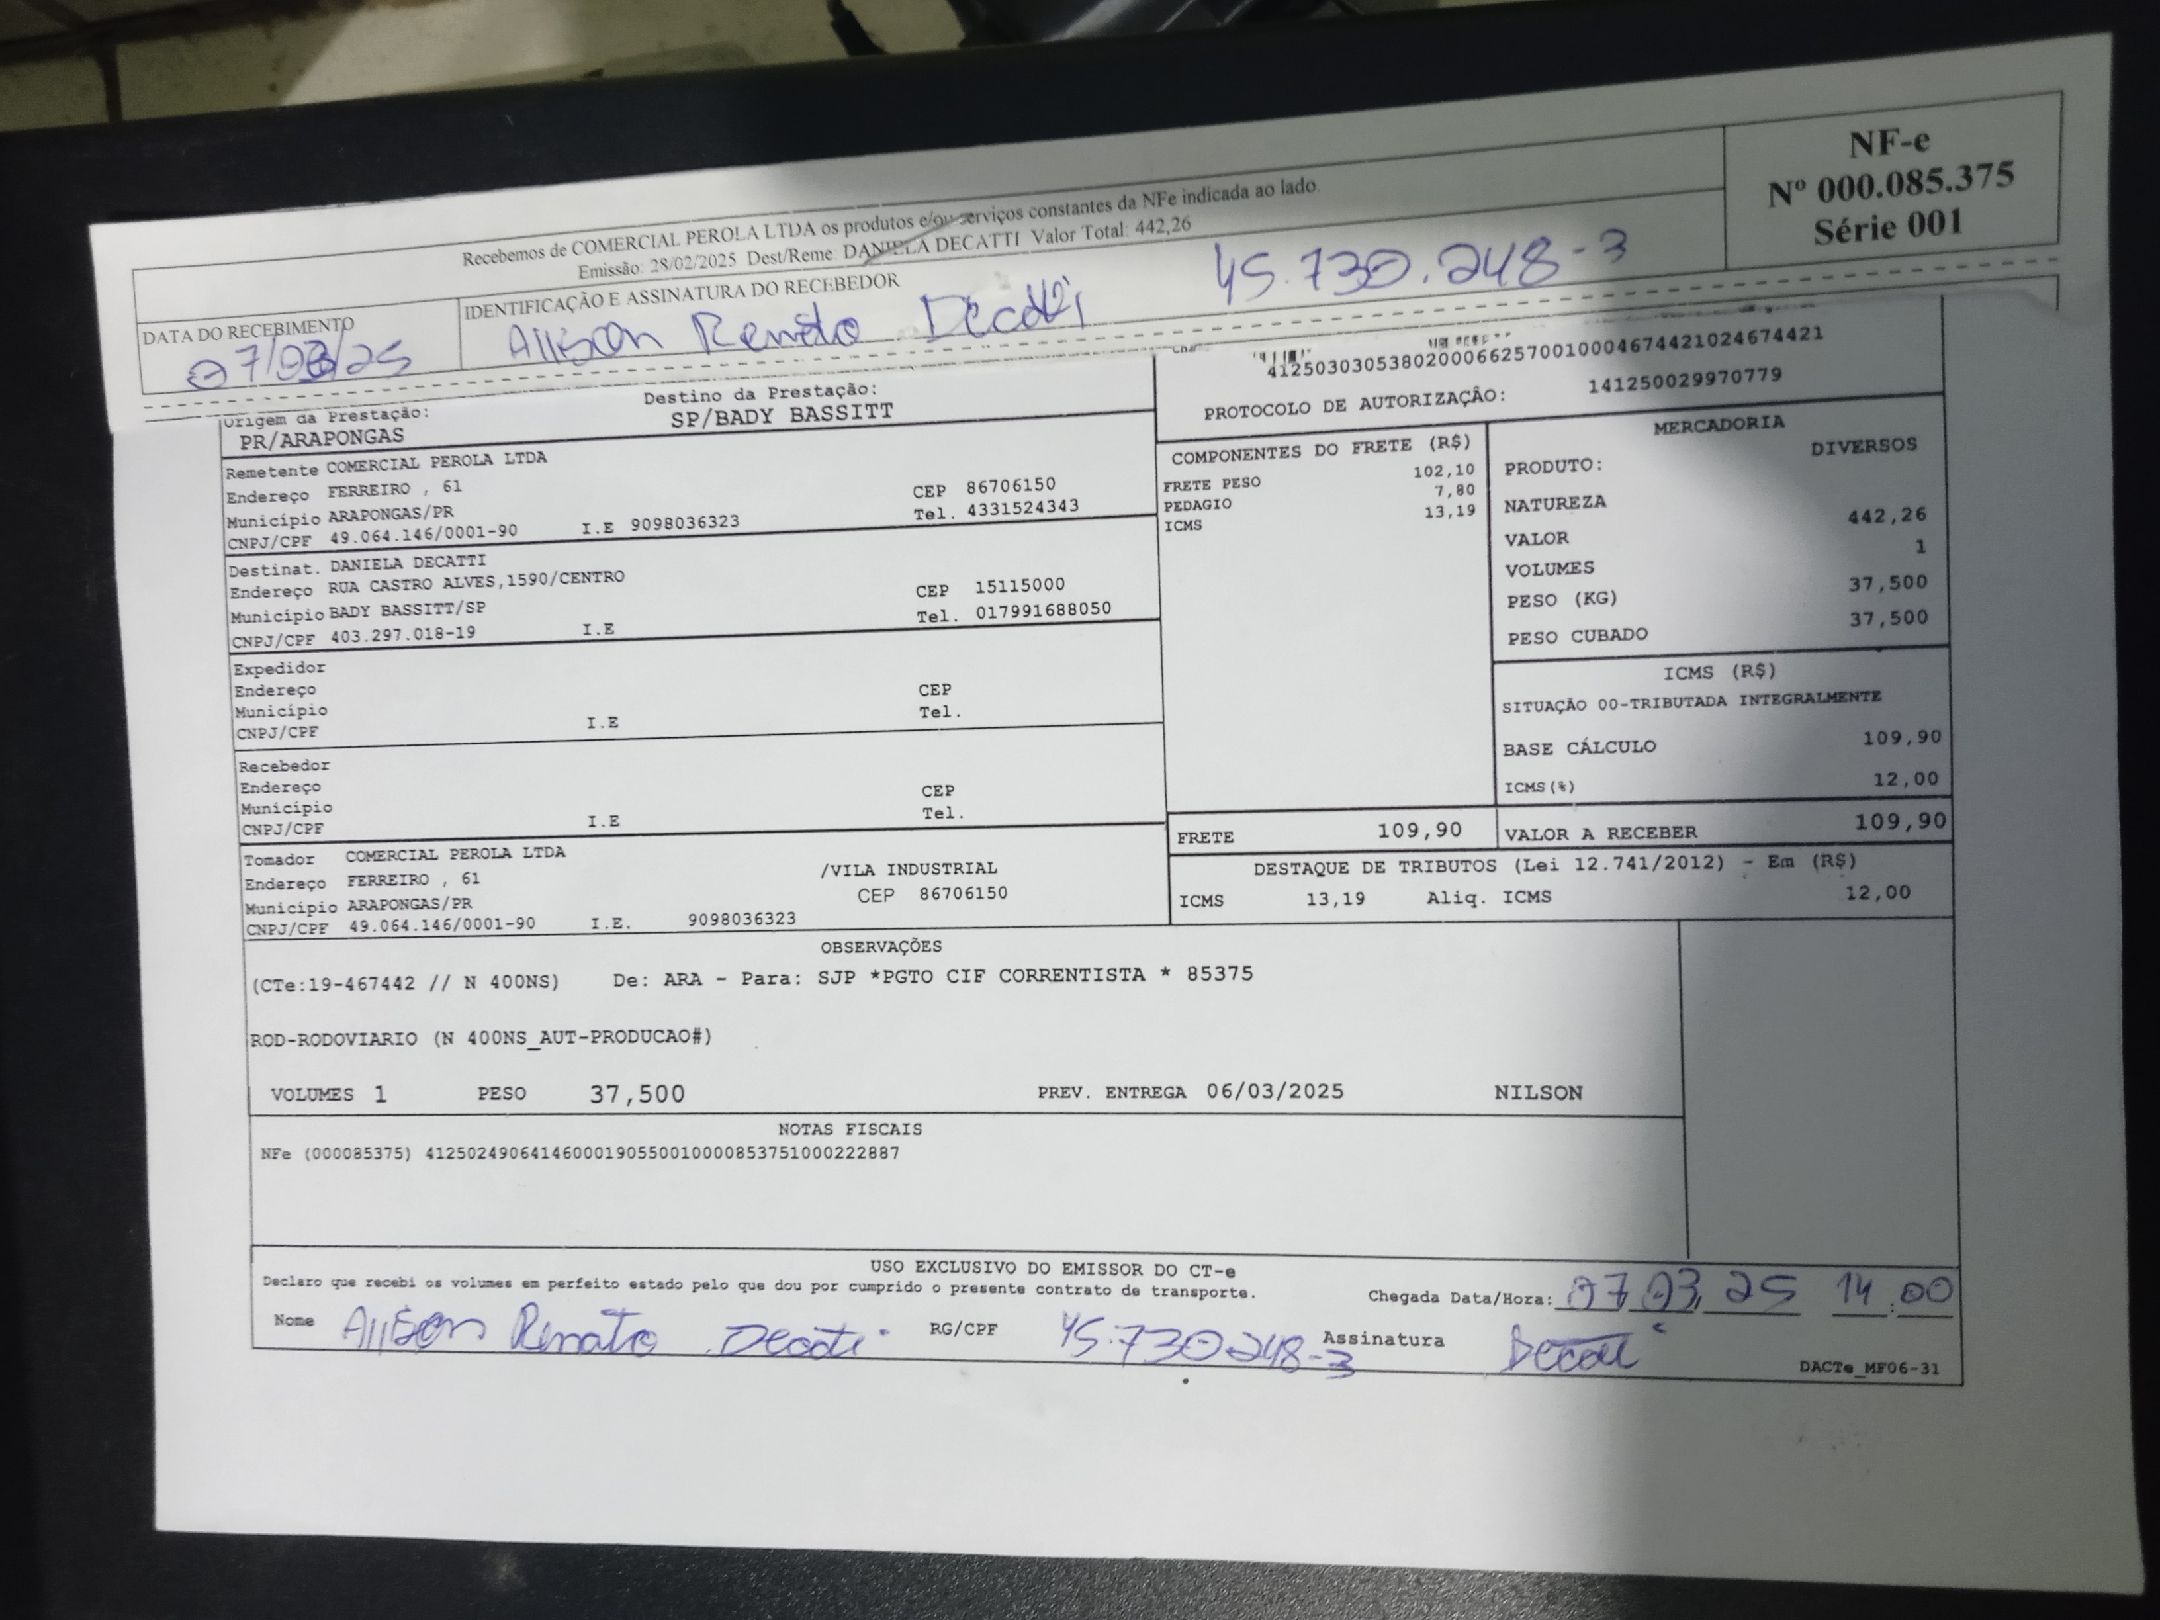 Recebemos de COMERCIAL PEROLA LTDA os produtos e/ou serviços constantes da NFe indicada ao lado.
Emissão: 28/02/2025 Dest/Reme: DANIELA DECATTI Valor Total: 442,26
NF-e
Nº 000.085.375
Série 001
DATA DO RECEBIMENTO
07/03/25
IDENTIFICAÇÃO E ASSINATURA DO RECEBEDOR
Allison Renato Decatti 45.730.248-3
41250303053802000662570010004674421024674421
PROTOCOLO DE AUTORIZAÇÂO: 141250029970779
Origem da Prestação:
PR/ARAPONGAS
Destino da Prestação:
SP/BADY BASSITT
Remetente COMERCIAL PEROLA LTDA
Endereço FERREIRO , 61 CEP 86706150
Município ARAPONGAS/PR Tel. 4331524343
CNPJ/CPF 49.064.146/0001-90 I.E 9098036323
Destinat. DANIELA DECATTI
Endereço RUA CASTRO ALVES,1590/CENTRO CEP 15115000
Município BADY BASSITT/SP Tel. 017991688050
CNPJ/CPF 403.297.018-19 I.E
Expedidor
Endereço CEP
Município Tel.
CNPJ/CPF I.E
Recebedor
Endereço CEP
Município Tel.
CNPJ/CPF I.E
Tomador COMERCIAL PEROLA LTDA
Endereço FERREIRO , 61 /VILA INDUSTRIAL
Município ARAPONGAS/PR CEP 86706150
CNPJ/CPF 49.064.146/0001-90 I.E. 9098036323
COMPONENTES DO FRETE (R$)
FRETE PESO 102,10
PEDAGIO 7,80
ICMS 13,19
MERCADORIA
PRODUTO: DIVERSOS
NATUREZA
VALOR 442,26
VOLUMES 1
PESO (KG) 37,500
PESO CUBADO 37,500
ICMS (R$)
SITUAÇÃO 00-TRIBUTADA INTEGRALMENTE
BASE CÁLCULO 109,90
ICMS(%) 12,00
FRETE 109,90
VALOR A RECEBER 109,90
DESTAQUE DE TRIBUTOS (Lei 12.741/2012) - Em (R$)
ICMS 13,19 Aliq. ICMS 12,00
OBSERVAÇÕES
(CTe:19-467442 // N 400NS) De: ARA - Para: SJP *PGTO CIF CORRENTISTA * 85375
ROD-RODOVIARIO (N 400NS_AUT-PRODUCAO#)
VOLUMES 1 PESO 37,500 PREV. ENTREGA 06/03/2025 NILSON
NOTAS FISCAIS
NFe (000085375) 41250249064146000190550010000853751000222887
USO EXCLUSIVO DO EMISSOR DO CT-e
Declaro que recebi os volumes em perfeito estado pelo que dou por cumprido o presente contrato de transporte.
Chegada Data/Hora: 07 03 25 14:00
Nome Allison Renato Decatti RG/CPF 45.730248-3 Assinatura
DACTe_MF06-31